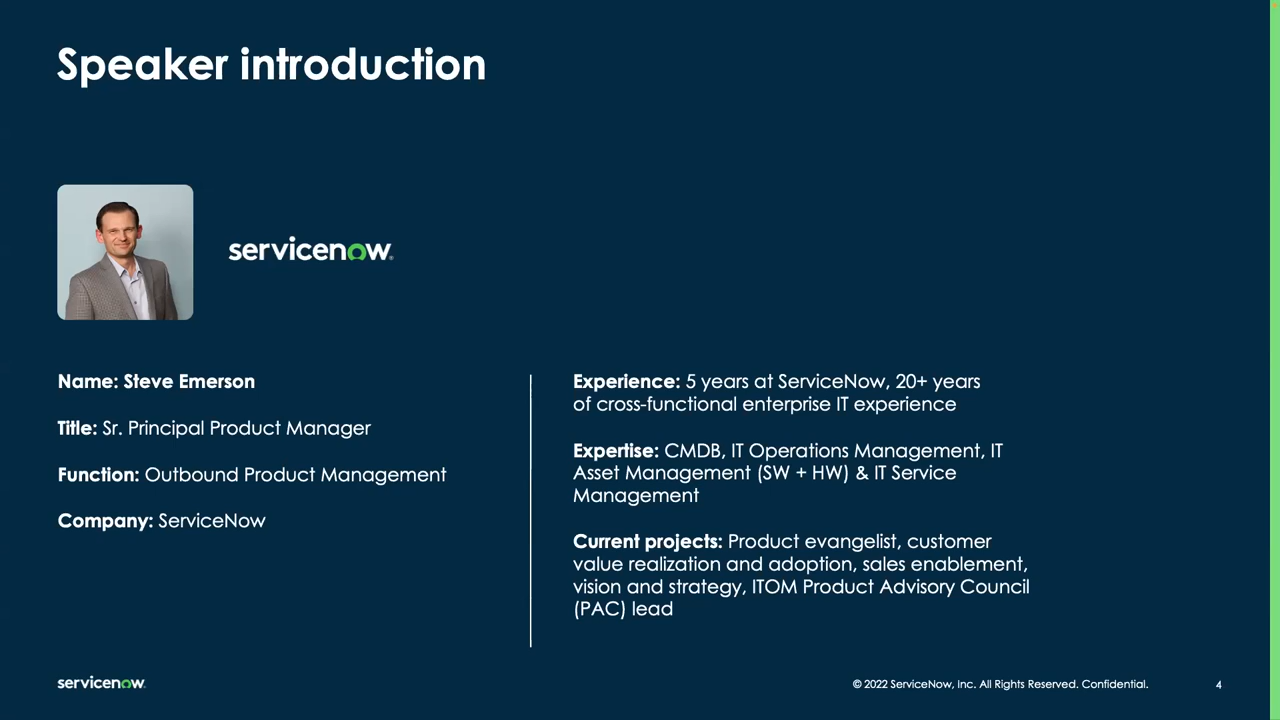 Speaker introduction
servicenow®
Name: Steve Emerson
Title: Sr. Principal Product Manager
Function: Outbound Product Management
Company: ServiceNow
Experience: 5 years at ServiceNow, 20+ years
of cross-functional enterprise IT experience
Expertise: CMDB, IT Operations Management, IT
Asset Management (SW + HW) & IT Service
Management
Current projects: Product evangelist, customer
value realization and adoption, sales enablement,
vision and strategy, ITOM Product Advisory Council
(PAC) lead
servicenow
© 2022 ServiceNow, Inc. All Rights Reserved. Confidential.
4